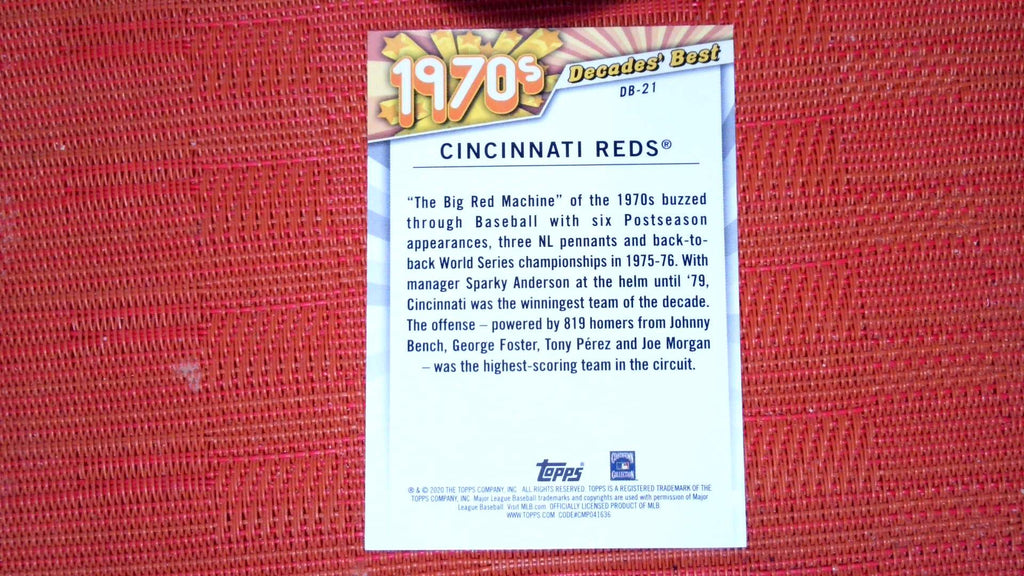 1970s
Decades' Best
DB-21
CINCINNATI REDS®
“The Big Red Machine” of the 1970s buzzed
through Baseball with six Postseason
appearances, three NL pennants and back-to-
back World Series championships in 1975-76. With
manager Sparky Anderson at the helm until ‘79,
Cincinnati was the winningest team of the decade.
The offense – powered by 819 homers from Johnny
Bench, George Foster, Tony Pérez and Joe Morgan
– was the highest-scoring team in the circuit.
topps®
COOPERSTOWN
COLLECTION
® & © 2020 THE TOPPS COMPANY, INC. ALL RIGHTS RESERVED. TOPPS IS A REGISTERED TRADEMARK OF THE
TOPPS COMPANY, INC. Major League Baseball trademarks and copyrights are used with permission of Major
League Baseball. Visit MLB.com. OFFICIALLY LICENSED PRODUCT OF MLB.
WWW.TOPPS.COM CODE#CMP041636